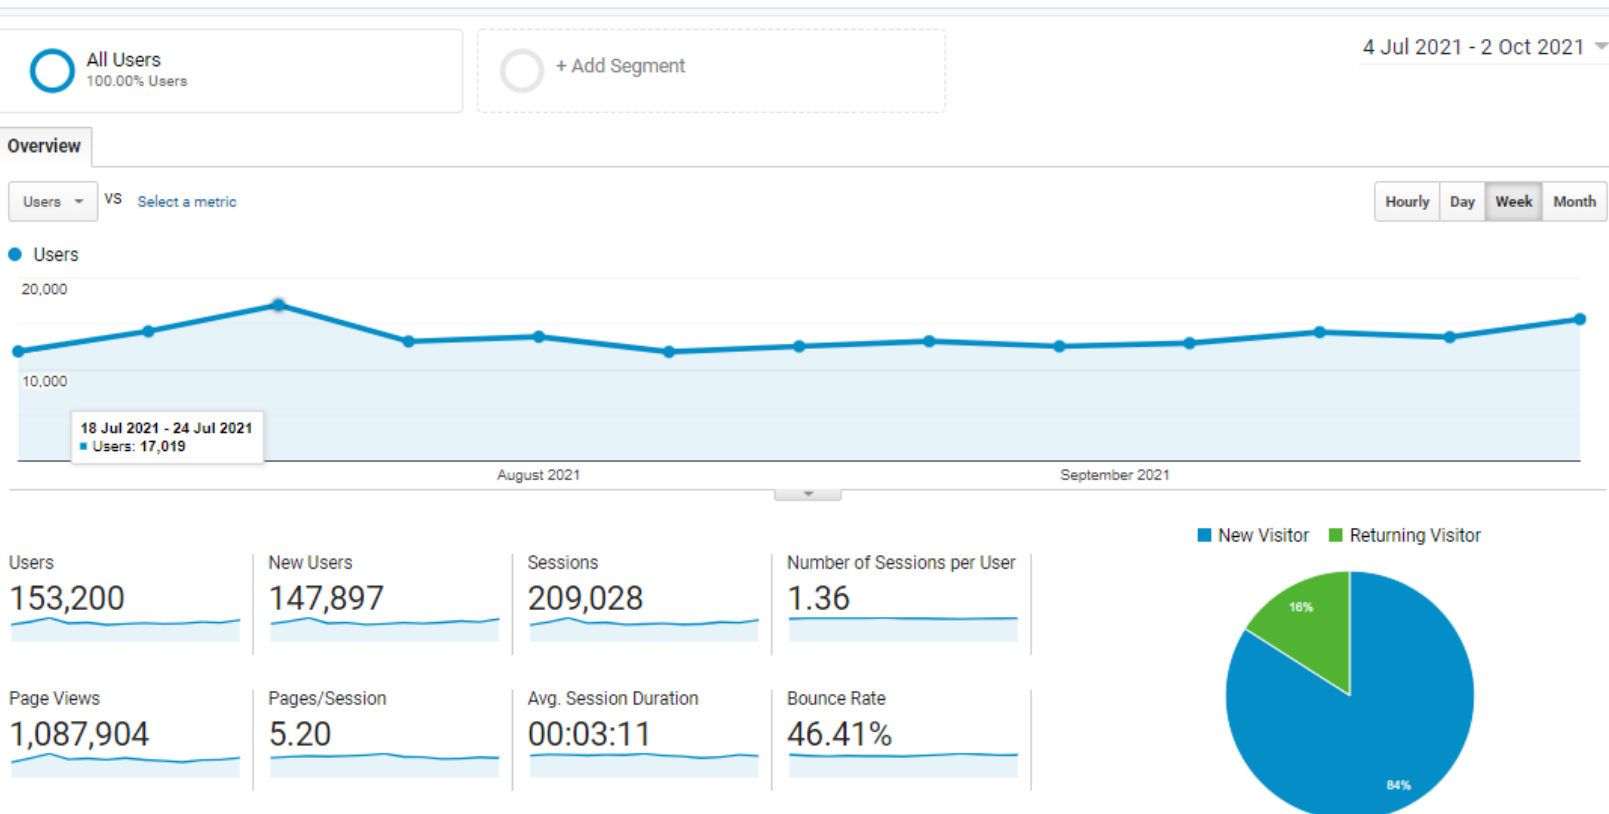 All Users
100.00% Users
+ Add Segment
4 Jul 2021 - 2 Oct 2021
Overview
Users VS Select a metric
Hourly Day Week Month
Users
20,000
10,000
18 Jul 2021 - 24 Jul 2021
Users: 17,019
August 2021 September 2021
New Visitor Returning Visitor
Users New Users Sessions Number of Sessions per User
153,200 147,897 209,028 1.36
16%
Page Views Pages/Session Avg. Session Duration Bounce Rate
1,087,904 5.20 00:03:11 46.41%
84%